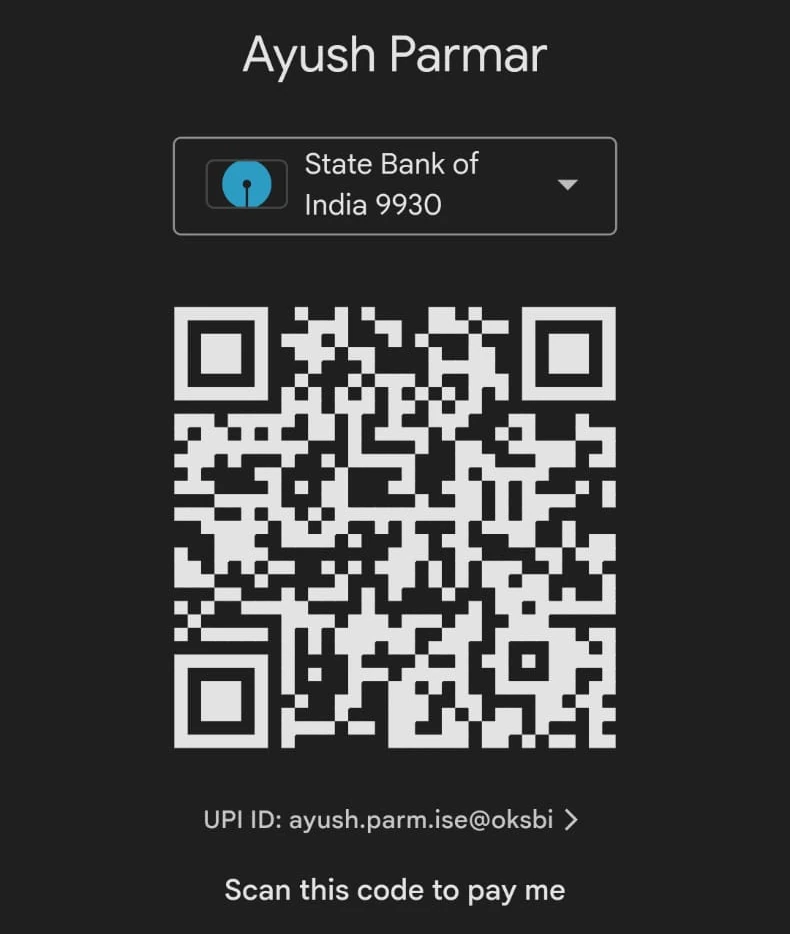 Ayush Parmar
State Bank of
India 9930
UPI ID: ayush.parm.ise@oksbi
Scan this code to pay me